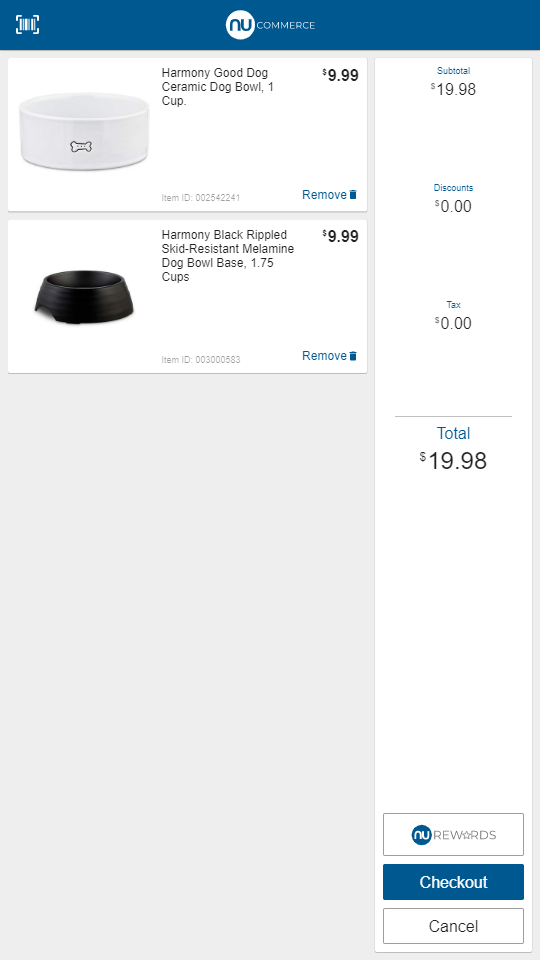 nu COMMERCE
Harmony Good Dog
Ceramic Dog Bowl, 1
Cup.
$9.99
Item ID: 002542241
Remove
Harmony Black Rippled
Skid-Resistant Melamine
Dog Bowl Base, 1.75
Cups
$9.99
Item ID: 003000583
Remove
Subtotal
$19.98
Discounts
$0.00
Tax
$0.00
Total
$19.98
nu REWARDS
Checkout
Cancel